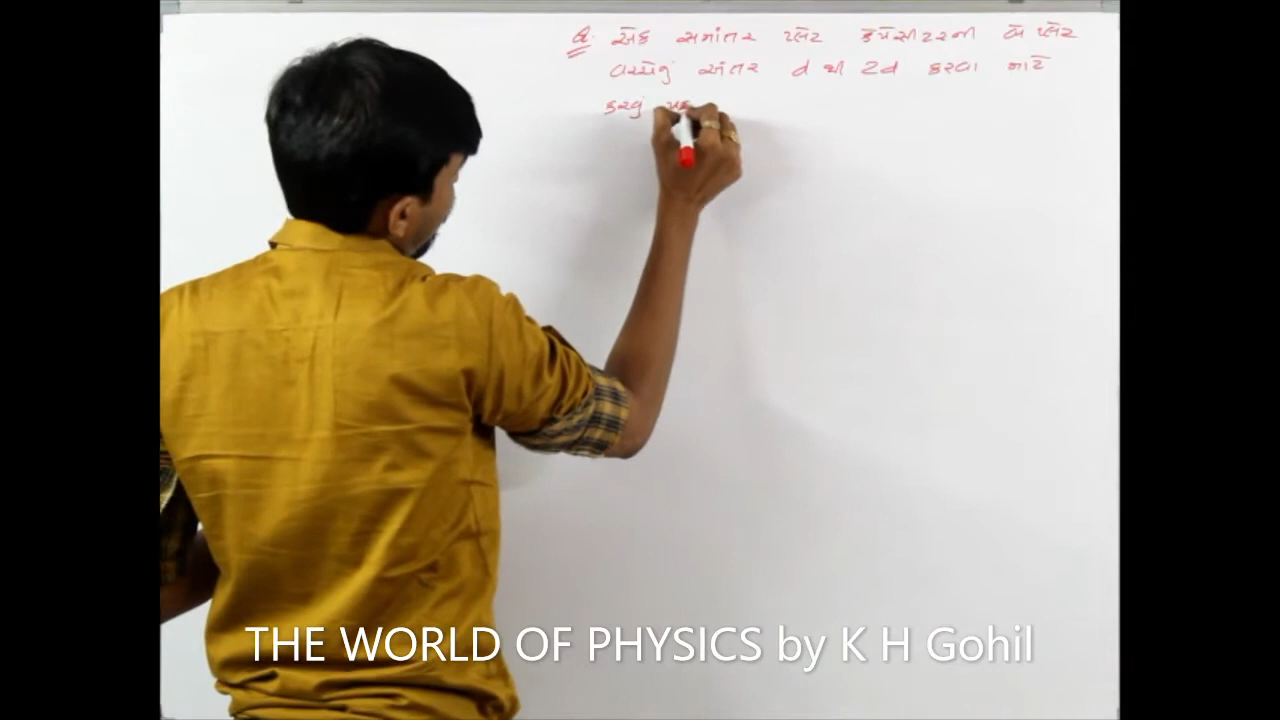 Q. એક સમાંતર પ્લેટ કેપેસીટરની બે પ્લેટ
વચ્ચેનું અંતર d થી 2d કરવા માટે
કરવું
THE WORLD OF PHYSICS by K H Gohil